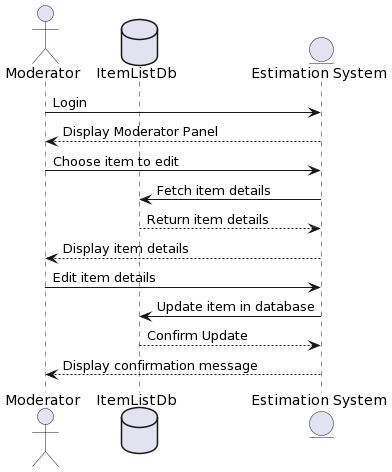 Moderator ItemListDb Estimation System
Login
Display Moderator Panel
Choose item to edit
Fetch item details
Return item details
Display item details
Edit item details
Update item in database
Confirm Update
Display confirmation message
Moderator ItemListDb Estimation System